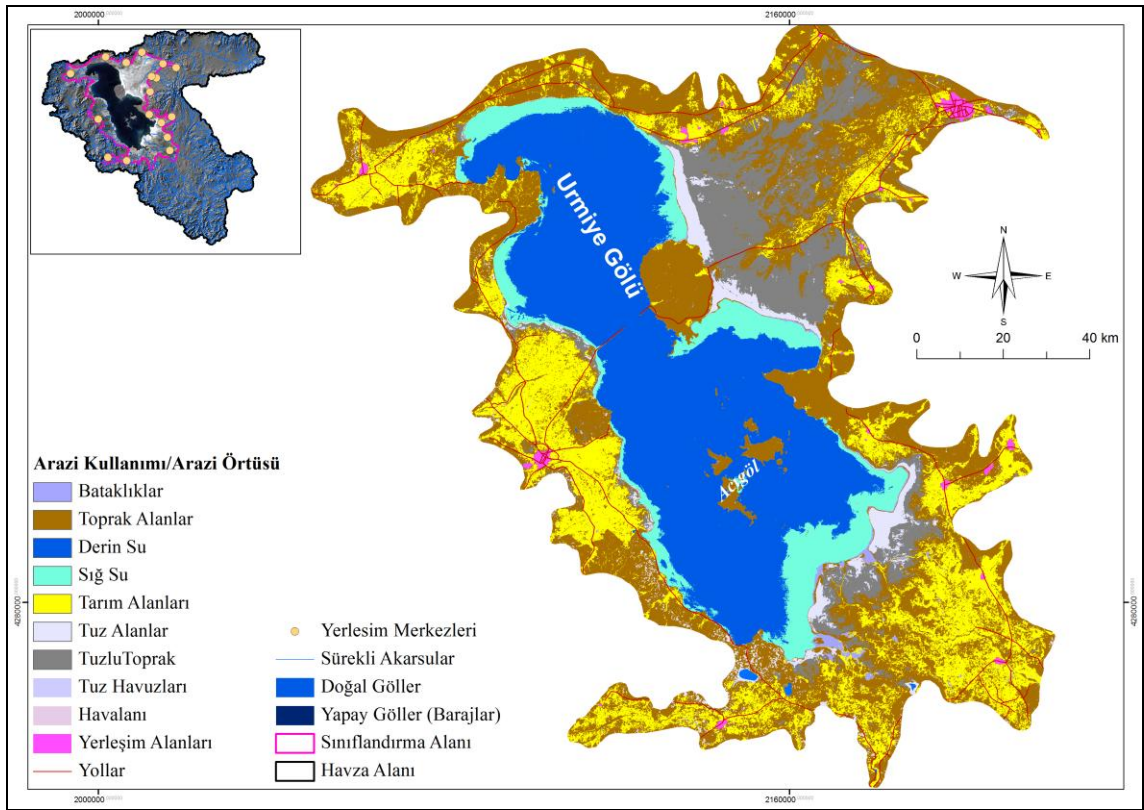 2000000
2160000
Urmiye Gölü
N
W
E
S
0 20 40 km
Acıgöl
Arazi Kullanımı/Arazi Örtüsü
Bataklıklar
Toprak Alanlar
Derin Su
Sığ Su
Tarım Alanları
Tuz Alanlar
TuzluToprak
Tuz Havuzları
Havalanı
Yerleşim Alanları
Yollar
Yerlesim Merkezleri
Sürekli Akarsular
Doğal Göller
Yapay Göller (Barajlar)
Sınıflandırma Alanı
Havza Alanı
4280000
4280000
2000000
2160000